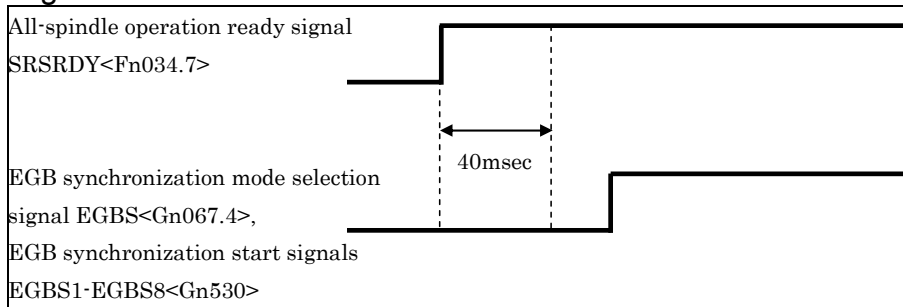 All-spindle operation ready signal
SRSRDY<Fn034.7>
40msec
EGB synchronization mode selection
signal EGBS<Gn067.4>,
EGB synchronization start signals
EGBS1-EGBS8<Gn530>